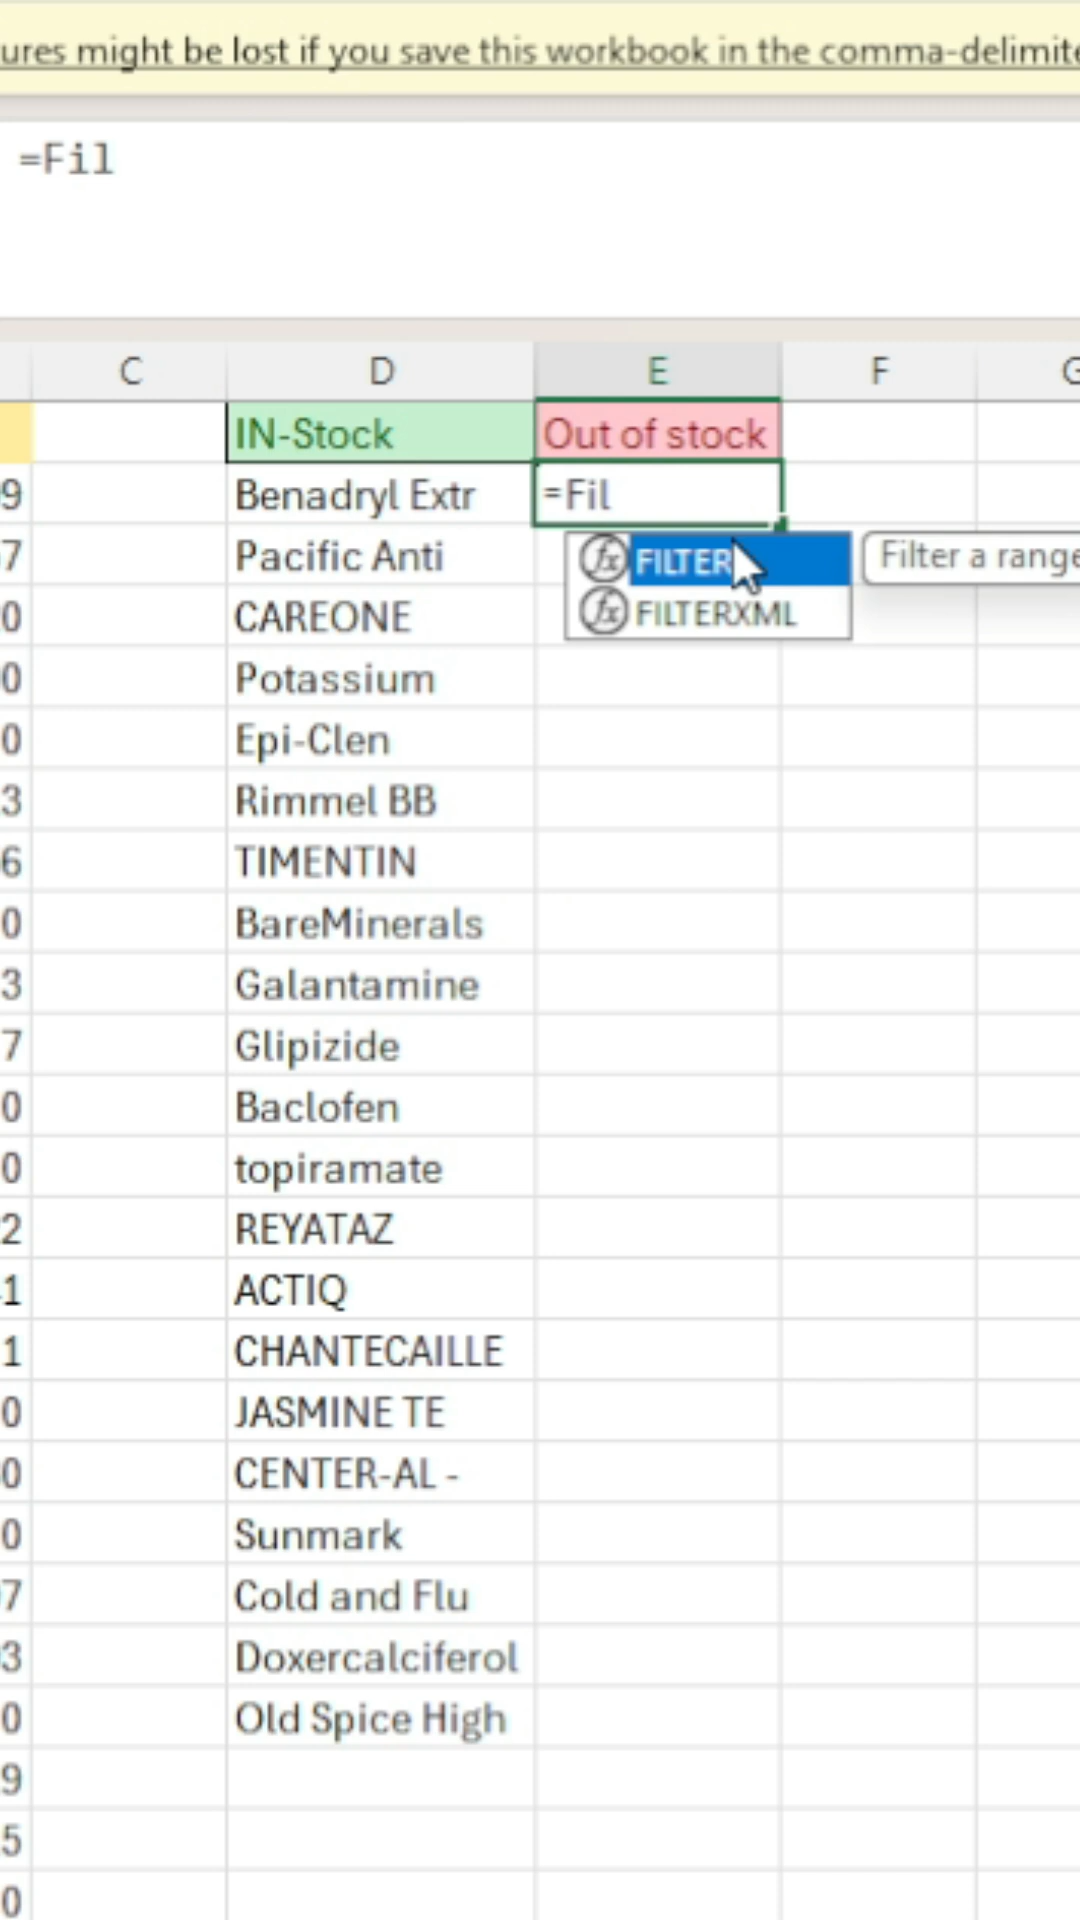 ures might be lost if you save this workbook in the comma-delimite
=Fil
C D E F G
IN-Stock Out of stock
9 Benadryl Extr =Fil
7 Pacific Anti FILTER Filter a range
0 CAREONE FILTERXML
0 Potassium
0 Epi-Clen
3 Rimmel BB
6 TIMENTIN
0 BareMinerals
3 Galantamine
7 Glipizide
0 Baclofen
0 topiramate
2 REYATAZ
1 ACTIQ
1 CHANTECAILLE
0 JASMINE TE
0 CENTER-AL -
0 Sunmark
7 Cold and Flu
3 Doxercalciferol
0 Old Spice High
9
5
0